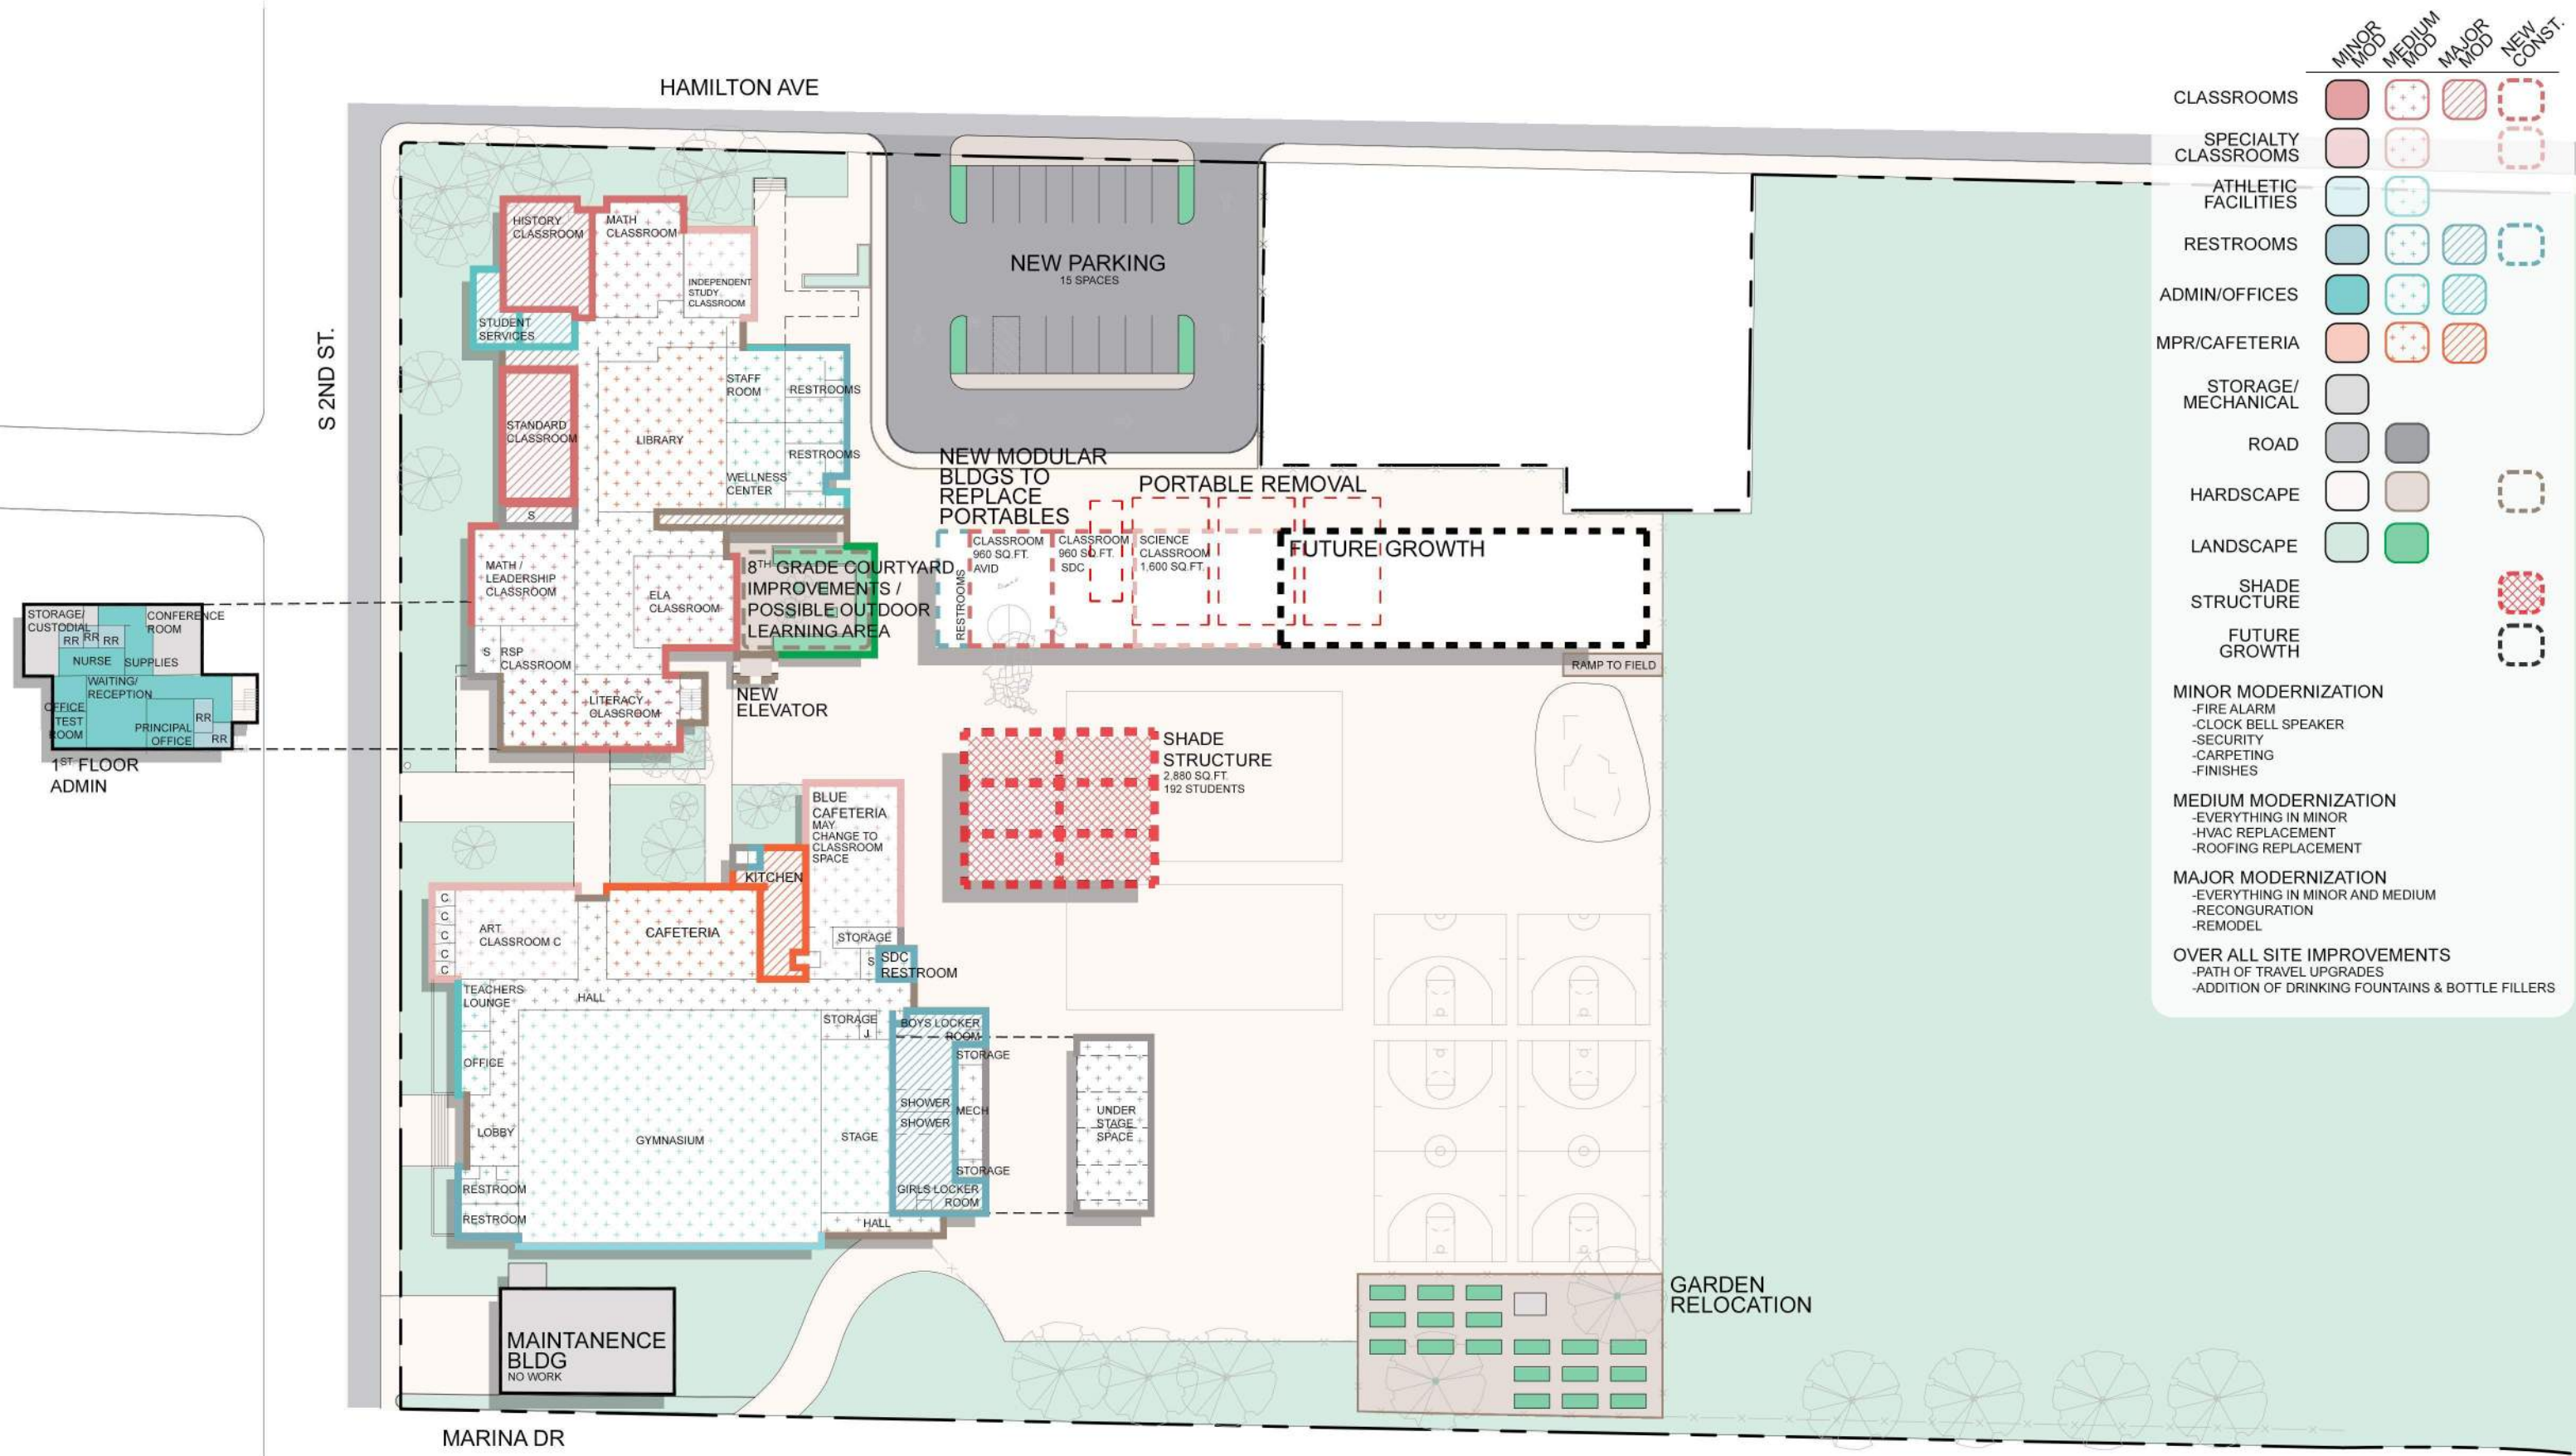 HAMILTON AVE
S 2ND ST.
MARINA DR
HISTORY
CLASSROOM
MATH
CLASSROOM
INDEPENDENT
STUDY
CLASSROOM
STUDENT
SERVICES
STAFF
ROOM
RESTROOMS
STANDARD
CLASSROOM
LIBRARY
RESTROOMS
WELLNESS
CENTER
S
MATH /
LEADERSHIP
CLASSROOM
ELA
CLASSROOM
8TH GRADE COURTYARD
IMPROVEMENTS /
POSSIBLE OUTDOOR
LEARNING AREA
S
RSP
CLASSROOM
LITERACY
CLASSROOM
NEW
ELEVATOR
STORAGE/
CUSTODIAL
CONFERENCE
ROOM
RR
RR
RR
NURSE
SUPPLIES
WAITING/
RECEPTION
OFFICE
TEST
ROOM
PRINCIPAL
OFFICE
RR
RR
1ST FLOOR
ADMIN
NEW PARKING
15 SPACES
NEW MODULAR
BLDGS TO
REPLACE
PORTABLES
PORTABLE REMOVAL
RESTROOMS
CLASSROOM
960 SQ.FT.
AVID
CLASSROOM
960 SQ.FT.
SDC
SCIENCE
CLASSROOM
1,600 SQ.FT.
FUTURE GROWTH
RAMP TO FIELD
SHADE
STRUCTURE
2,880 SQ.FT.
192 STUDENTS
BLUE
CAFETERIA
MAY
CHANGE TO
CLASSROOM
SPACE
KITCHEN
C
C
C
C
C
ART
CLASSROOM C
CAFETERIA
STORAGE
S
SDC
RESTROOM
TEACHERS
LOUNGE
HALL
STORAGE
J
BOYS LOCKER
ROOM
STORAGE
OFFICE
SHOWER
SHOWER
MECH
LOBBY
GYMNASIUM
STAGE
UNDER
STAGE
SPACE
STORAGE
RESTROOM
GIRLS LOCKER
ROOM
RESTROOM
HALL
MAINTANENCE
BLDG
NO WORK
GARDEN
RELOCATION
MINOR
MOD
MEDIUM
MOD
MAJOR
MOD
NEW
CONST.
CLASSROOMS
SPECIALTY
CLASSROOMS
ATHLETIC
FACILITIES
RESTROOMS
ADMIN/OFFICES
MPR/CAFETERIA
STORAGE/
MECHANICAL
ROAD
HARDSCAPE
LANDSCAPE
SHADE
STRUCTURE
FUTURE
GROWTH
MINOR MODERNIZATION
-FIRE ALARM
-CLOCK BELL SPEAKER
-SECURITY
-CARPETING
-FINISHES
MEDIUM MODERNIZATION
-EVERYTHING IN MINOR
-HVAC REPLACEMENT
-ROOFING REPLACEMENT
MAJOR MODERNIZATION
-EVERYTHING IN MINOR AND MEDIUM
-RECONGURATION
-REMODEL
OVER ALL SITE IMPROVEMENTS
-PATH OF TRAVEL UPGRADES
-ADDITION OF DRINKING FOUNTAINS & BOTTLE FILLERS